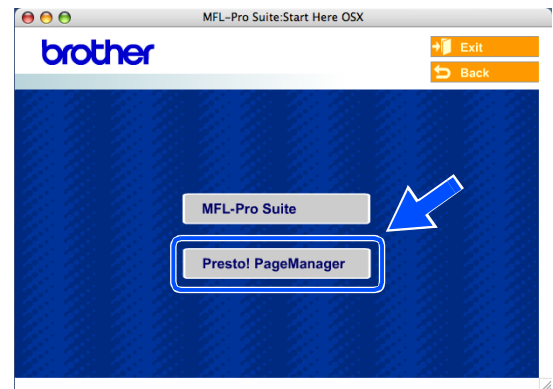 MFL-Pro Suite:Start Here OSX
brother
Exit
Back
MFL-Pro Suite
Presto! PageManager